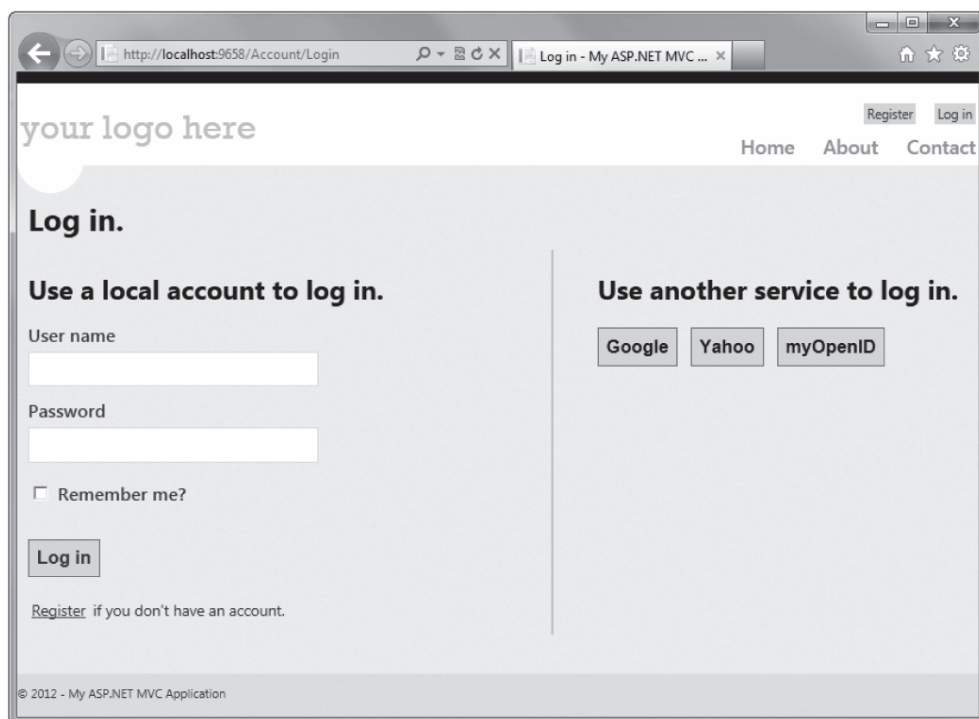 http://localhost:9658/Account/Login
Log in - My ASP.NET MVC ...
your logo here
Register Log in
Home About Contact
Log in.
Use a local account to log in.
User name
Password
Remember me?
Log in
Register if you don't have an account.
Use another service to log in.
Google Yahoo myOpenID
© 2012 - My ASP.NET MVC Application